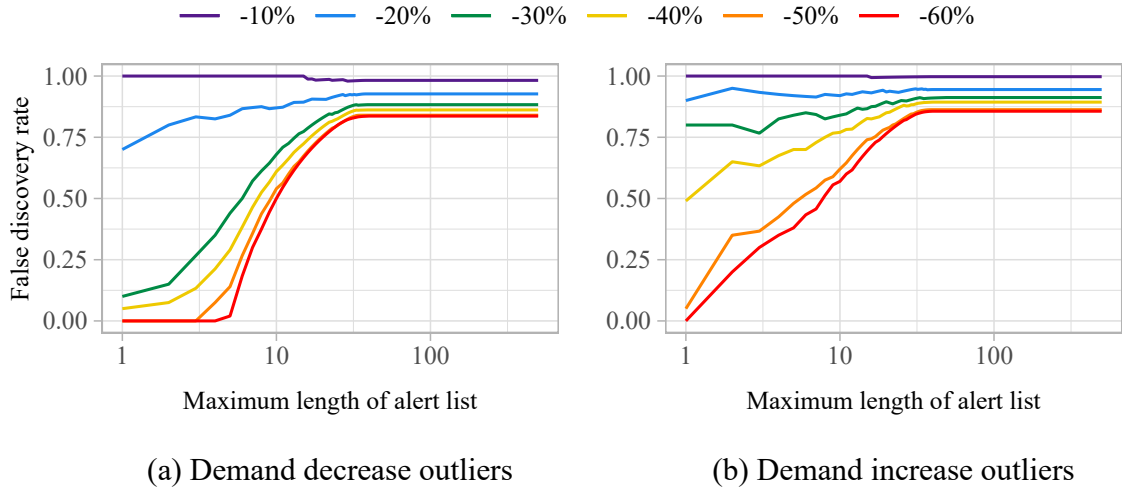 -10% -20% -30% -40% -50% -60%
False discovery rate
1.00
0.75
0.50
0.25
0.00
1 10 100
Maximum length of alert list
(a) Demand decrease outliers
1.00
0.75
0.50
0.25
0.00
1 10 100
Maximum length of alert list
(b) Demand increase outliers